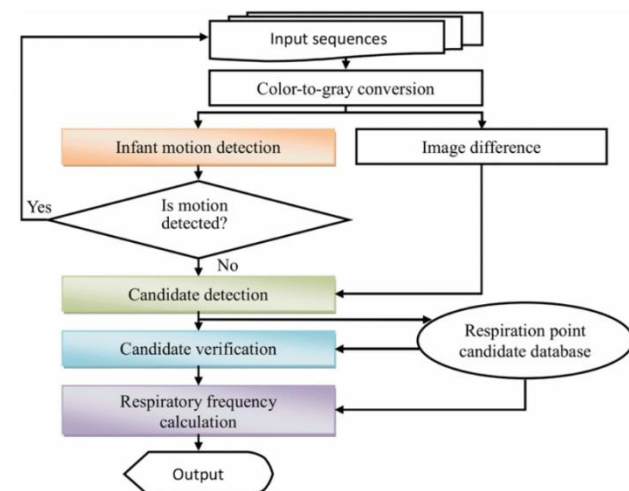 Input sequences
Color-to-gray conversion
Infant motion detection
Image difference
Yes
Is motion
detected?
No
Candidate detection
Respiration point
candidate database
Candidate verification
Respiratory frequency
calculation
Output